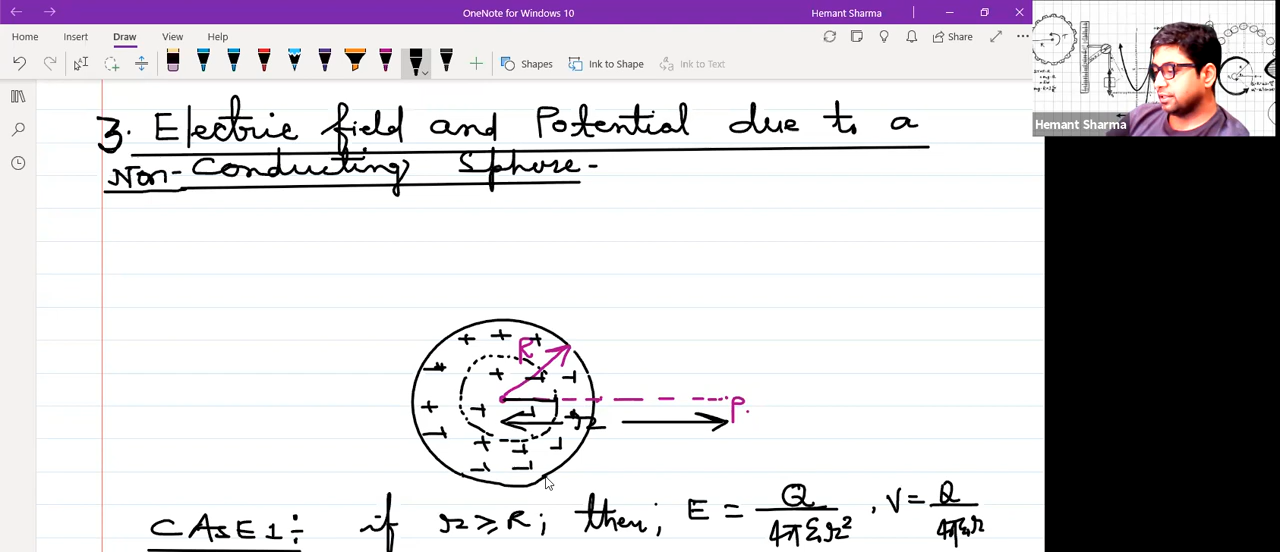 OneNote for Windows 10
Hemant Sharma
Home Insert Draw View Help
Share
Shapes Ink to Shape Ink to Text
Hemant Sharma
3. Electric field and Potential due to a
Non-Conducting Sphere-
+ + +
R
P.
r
CASE 1: if r ≥ R; then; E = Q / 4πε₀r² , V = Q / 4πε₀r